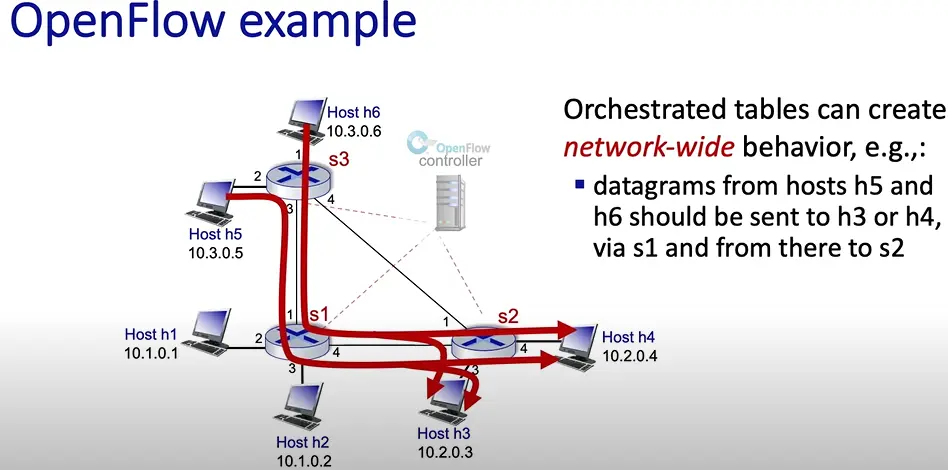 OpenFlow example
Host h6
10.3.0.6
1
s3
2
3
4
OpenFlow
controller
Host h5
10.3.0.5
Orchestrated tables can create
network-wide behavior, e.g.,:
▪ datagrams from hosts h5 and
h6 should be sent to h3 or h4,
via s1 and from there to s2
Host h1
10.1.0.1
1
s1
2
3
4
1
s2
3
4
Host h4
10.2.0.4
Host h2
10.1.0.2
Host h3
10.2.0.3